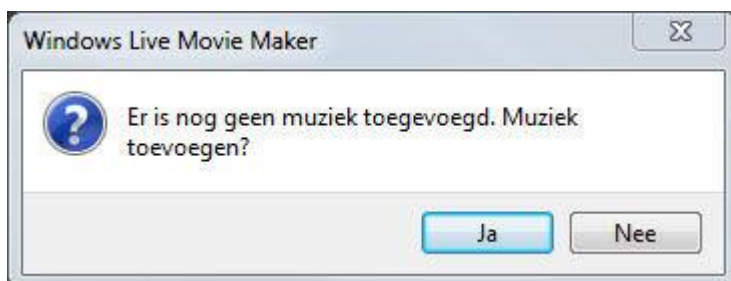 Windows Live Movie Maker
Er is nog geen muziek toegevoegd. Muziek
toevoegen?
Ja Nee